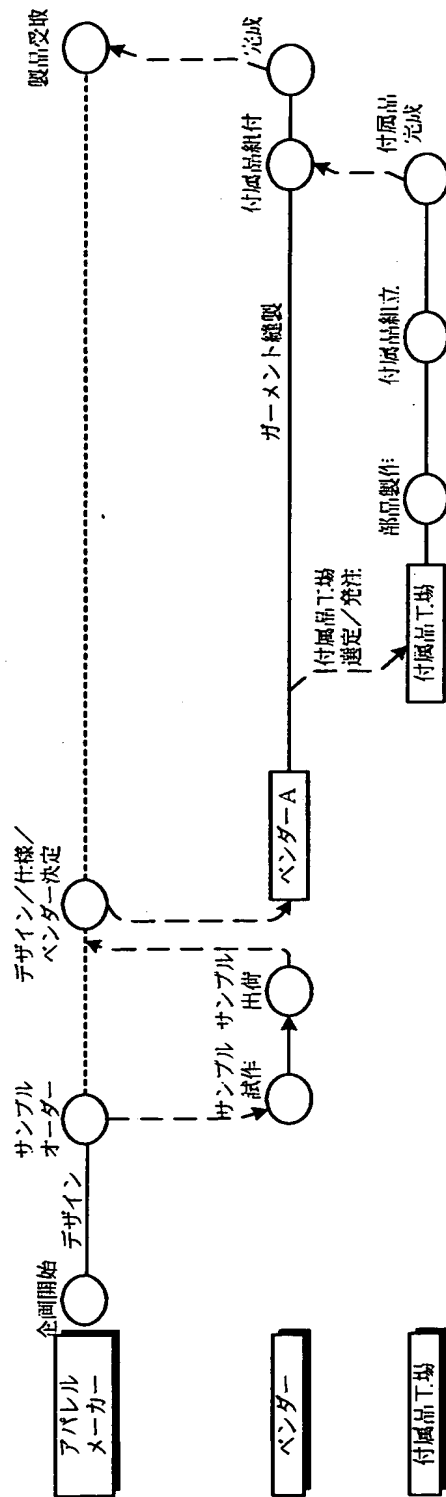 アパレル
メーカー
企画開始
デザイン
サンプル
オーダー
デザイン/仕様/
ベンダー決定
製品受取
ベンダー
サンプル
試作
サンプル
出荷
ベンダーA
ガーメント縫製
付属品組付
完成
付属品工場
選定/発注
付属品工場
付属品工場
部品製作
付属品組立
付属品
完成